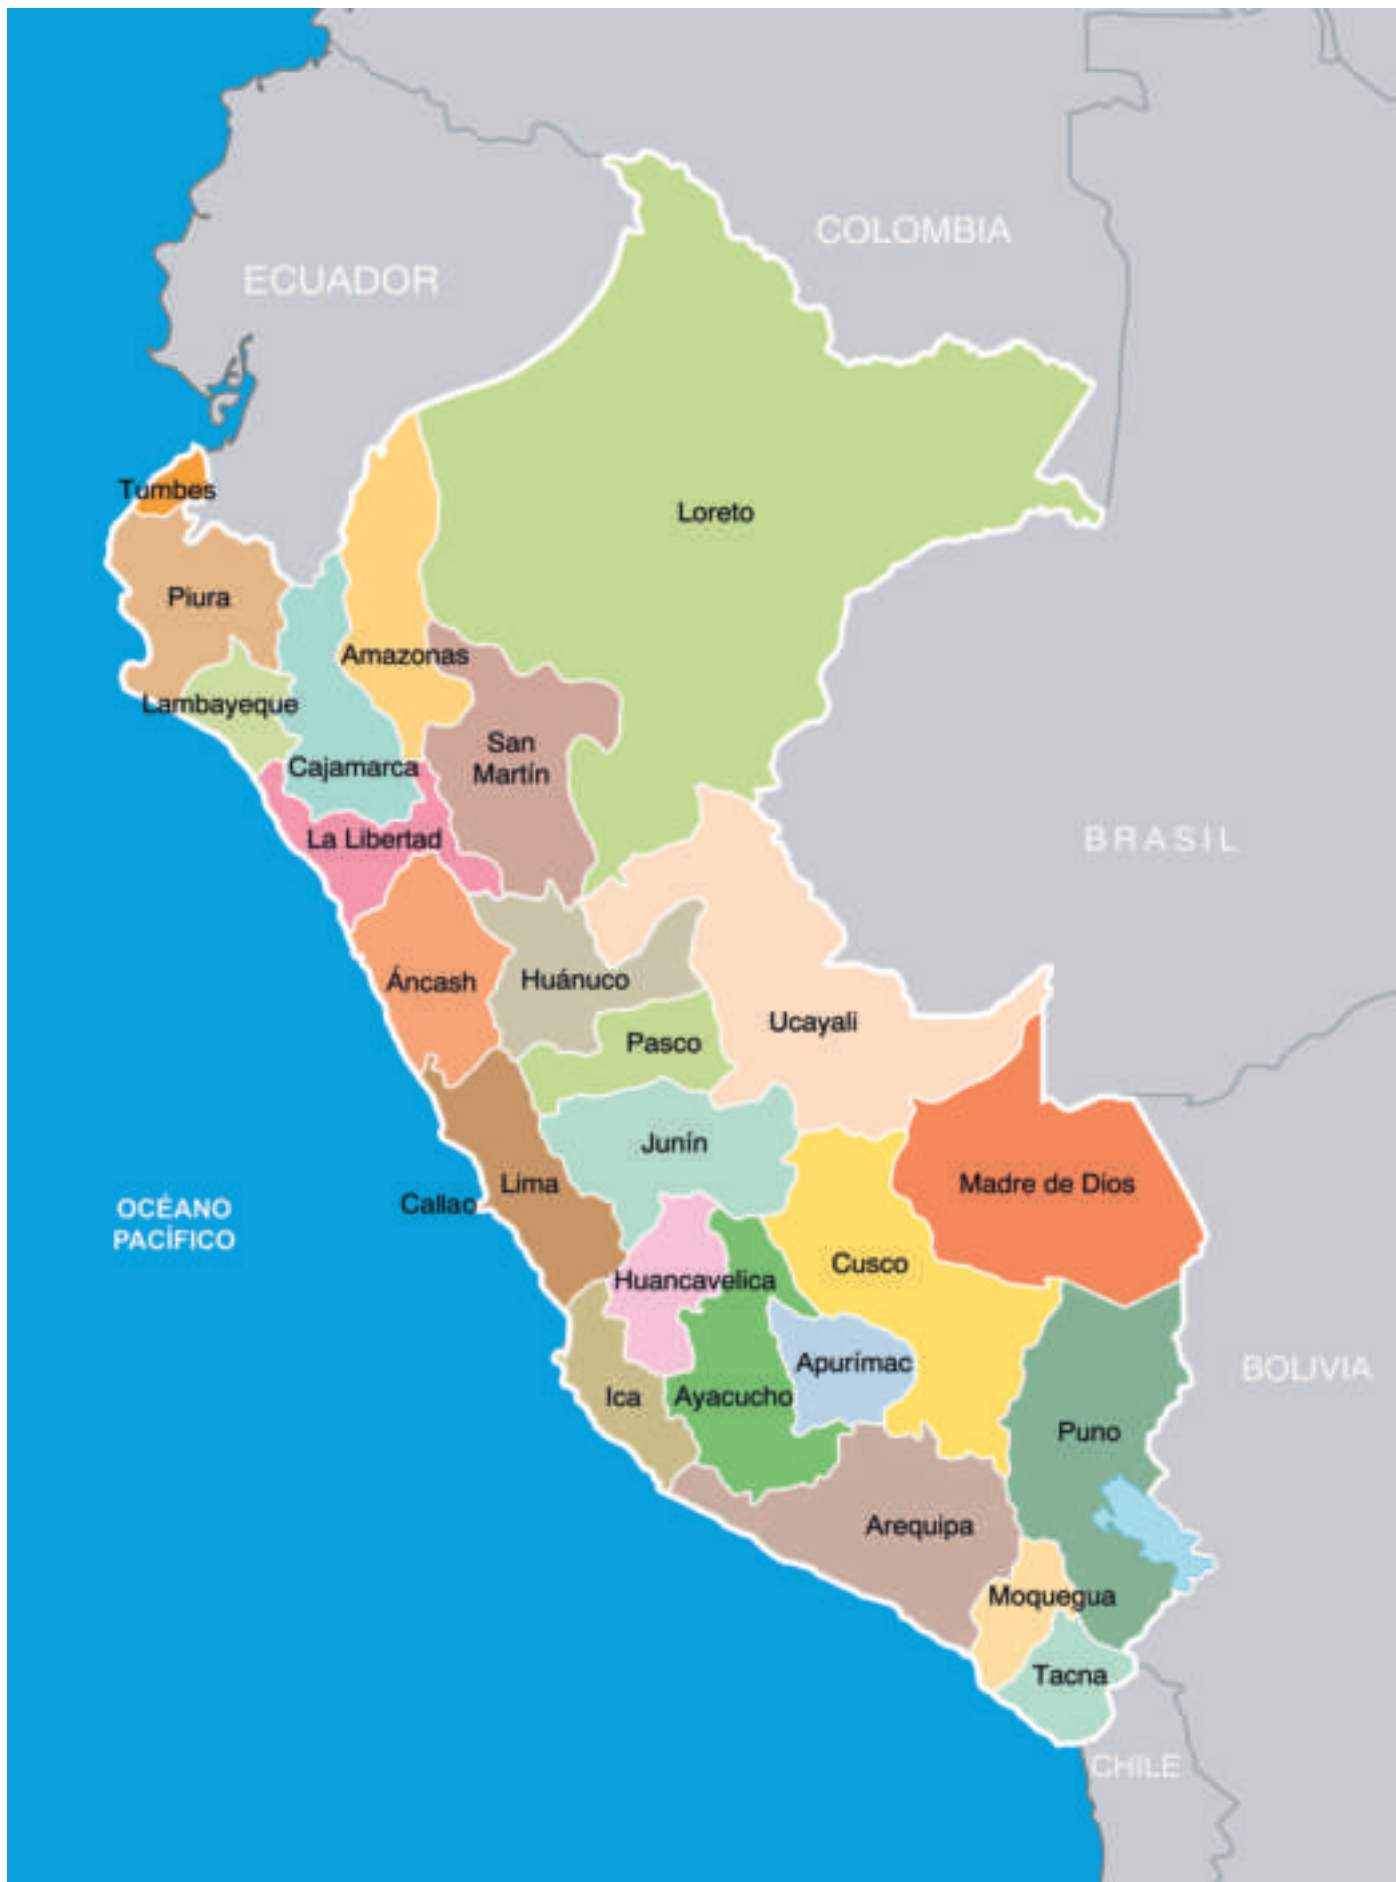 COLOMBIA
ECUADOR
Tumbes
Loreto
Piura
Amazonas
Lambayeque
San
Martín
Cajamarca
La Libertad
BRASIL
Áncash
Huánuco
Ucayali
Pasco
Junín
Lima
Madre de Dios
Callao
OCÉANO
PACÍFICO
Cusco
Huancavelica
Apurímac
BOLIVIA
Ica
Ayacucho
Puno
Arequipa
Moquegua
Tacna
CHILE